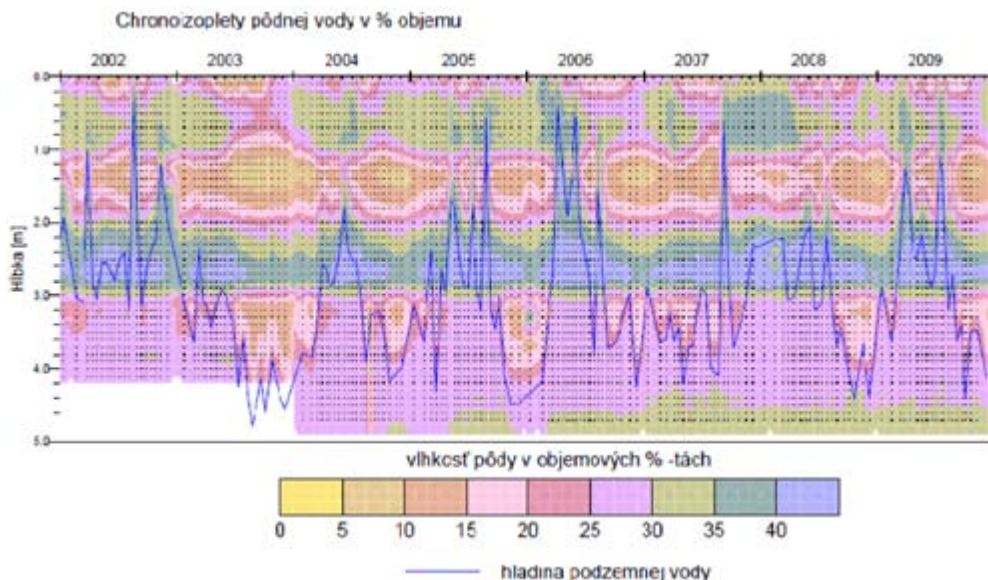 Chronoizoplety pôdnej vody v % objemu
2002 2003 2004 2005 2006 2007 2008 2009
0.0
1.0
2.0
3.0
4.0
5.0
Hĺbka [m]
vlhkosť pôdy v objemových % -tách
0 5 10 15 20 25 30 35 40
hladina podzemnej vody